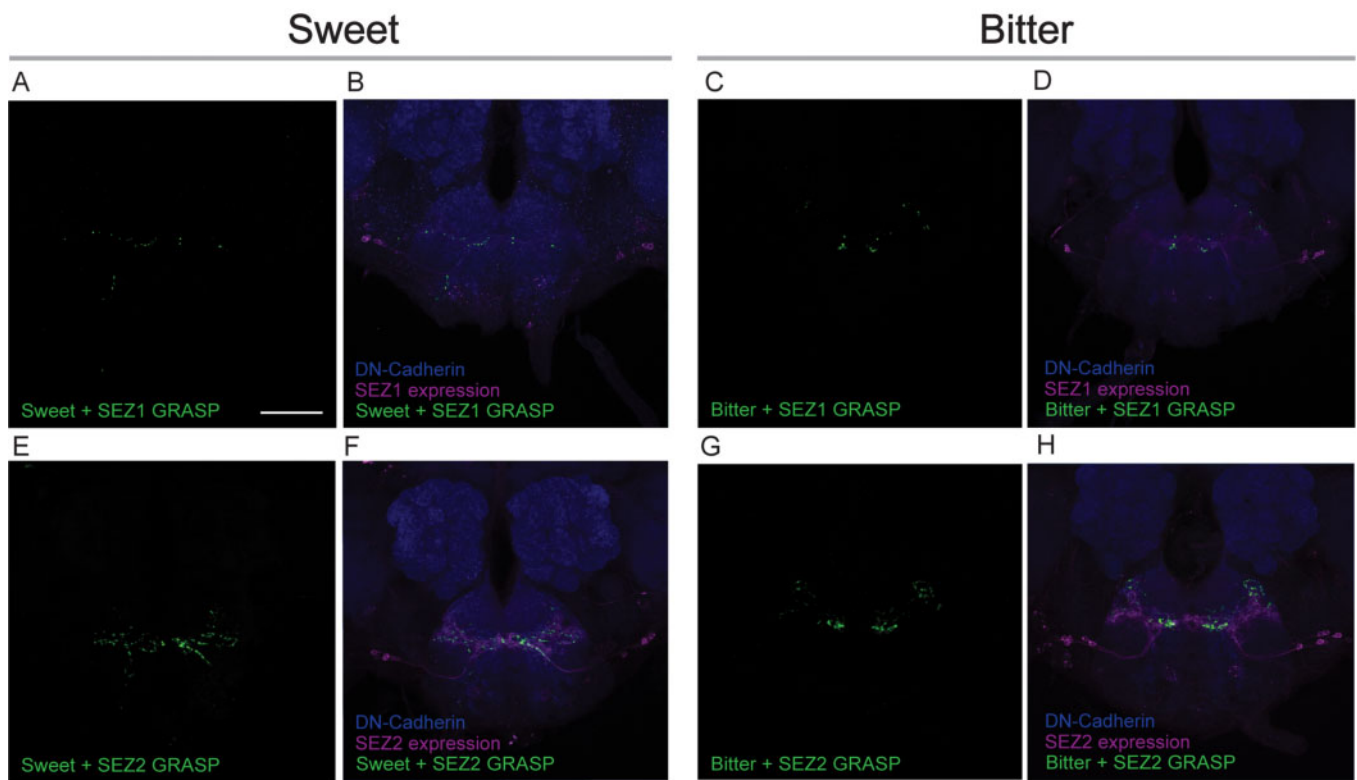 Sweet
Bitter
A
B
C
D
Sweet + SEZ1 GRASP
DN-Cadherin
SEZ1 expression
Sweet + SEZ1 GRASP
Bitter + SEZ1 GRASP
DN-Cadherin
SEZ1 expression
Bitter + SEZ1 GRASP
E
F
G
H
Sweet + SEZ2 GRASP
DN-Cadherin
SEZ2 expression
Sweet + SEZ2 GRASP
Bitter + SEZ2 GRASP
DN-Cadherin
SEZ2 expression
Bitter + SEZ2 GRASP